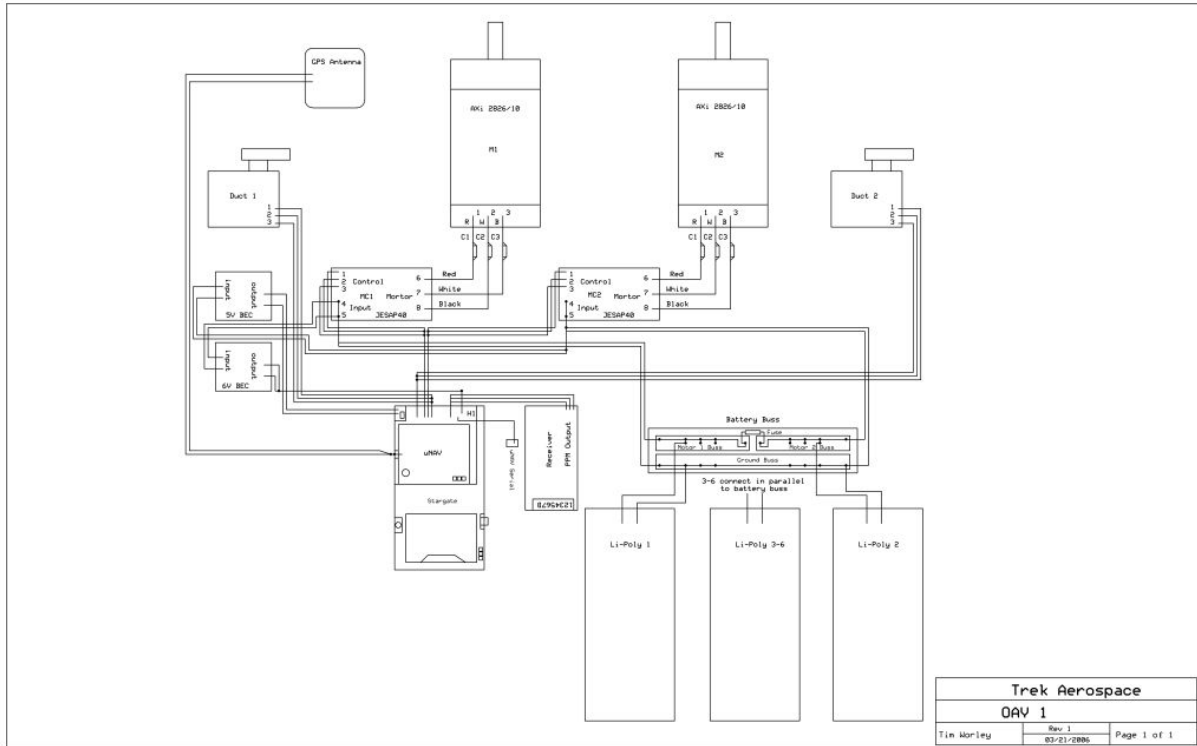 GPS Antenna
AXi 2826/10
M1
AXi 2826/10
M2
Duct 1
1
2
3
Duct 2
1
2
3
1 2 3
R W B
C1 C2 C3
1 2 3
R W B
C1 C2 C3
1
2 Control
3
MC1
4 Input
5
6
Mortor 7
8
JESAP40
Red
White
Black
1
2 Control
3
MC2
4 Input
5
6
Mortor 7
8
JESAP40
Red
White
Black
input
output
5V BEC
input
output
6V BEC
H1
uNAV
Stargate
uNav Serial
Receiver
PPM Output
12345678
Battery Buss
Fuse
Motor 1 Buss
Motor 2 Buss
Ground Buss
3-6 connect in parallel
to battery buss
Li-Poly 1
Li-Poly 3-6
Li-Poly 2
Trek Aerospace
OAV 1
Tim Worley
Rev 1
03/21/2006
Page 1 of 1